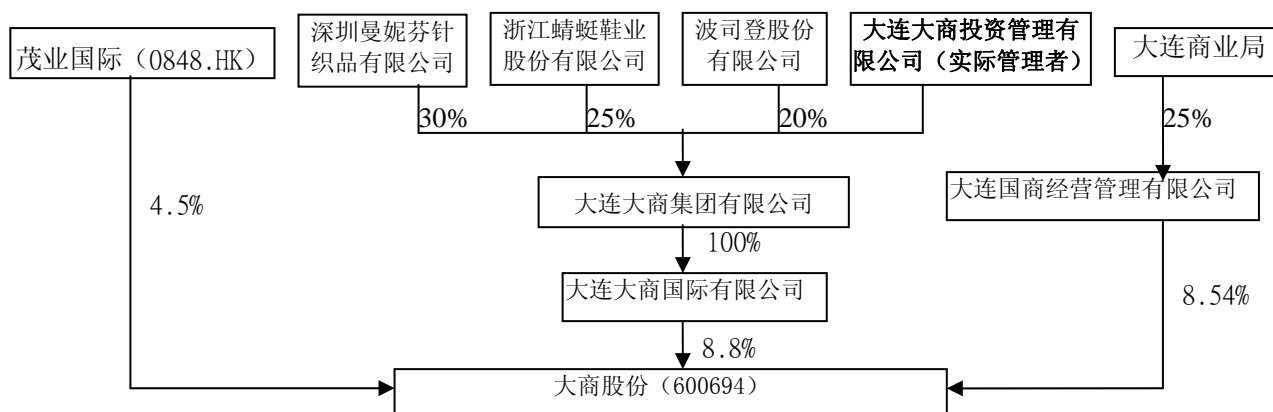 茂业国际（0848.HK）
深圳曼妮芬针
织品有限公司
浙江蜻蜓鞋业
股份有限公司
波司登股份
有限公司
大连大商投资管理有
限公司（实际管理者）
大连商业局
30%
25%
20%
25%
大连大商集团有限公司
大连国商经营管理有限公司
4.5%
100%
大连大商国际有限公司
8.54%
8.8%
大商股份（600694）